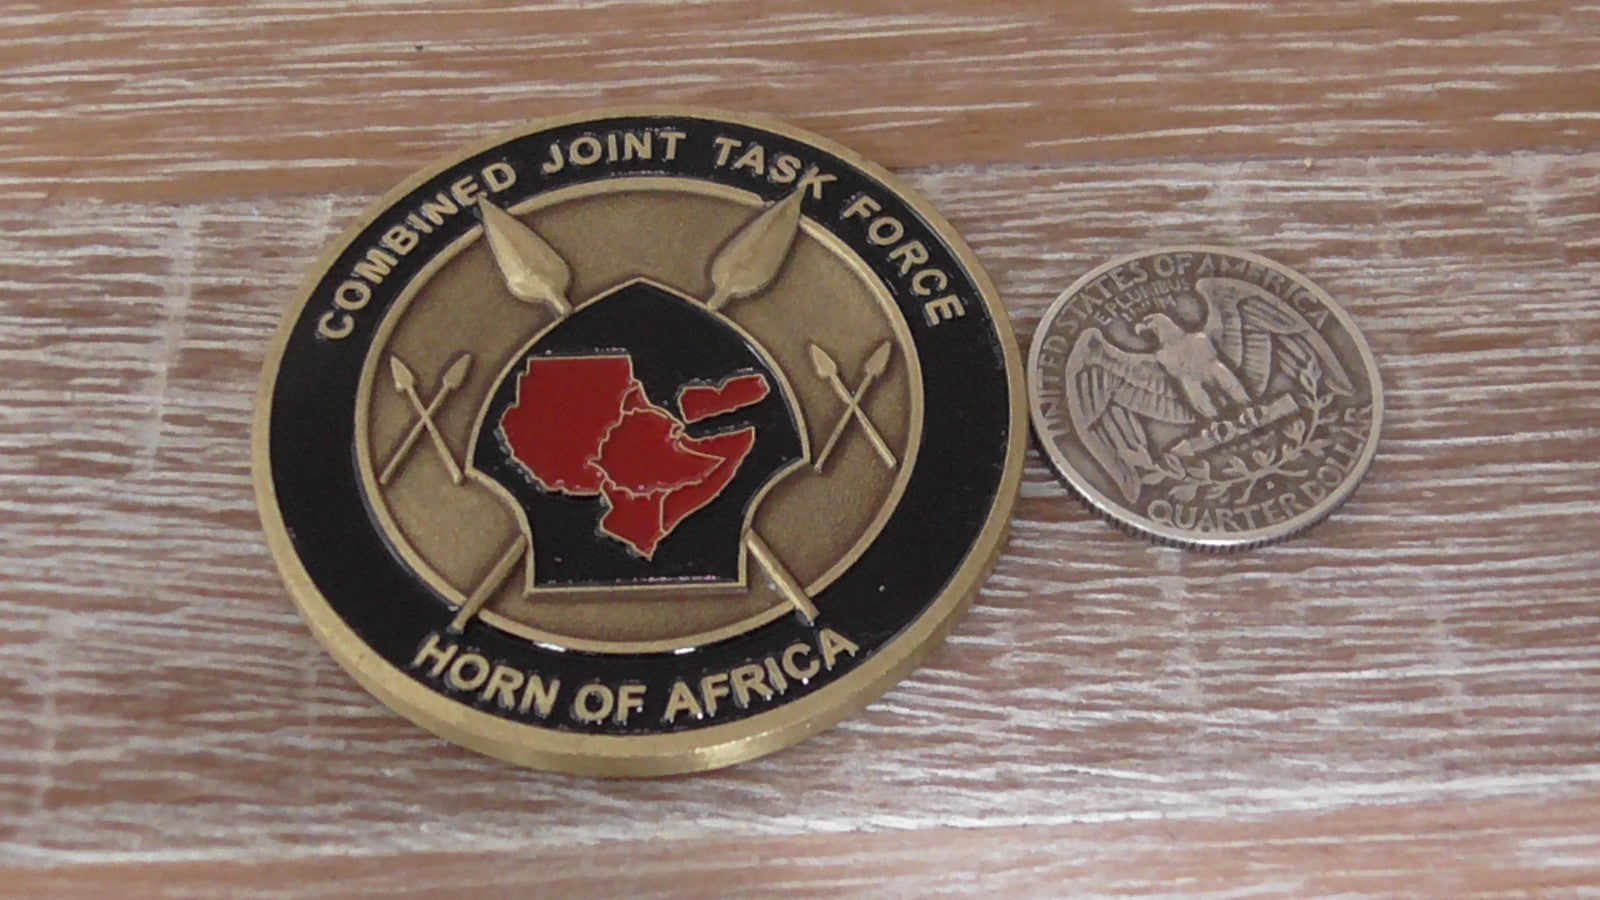 COMBINED JOINT TASK FORCE
HORN OF AFRICA
UNITED STATES OF AMERICA
E PLURIBUS
UNUM
QUARTER DOLLAR